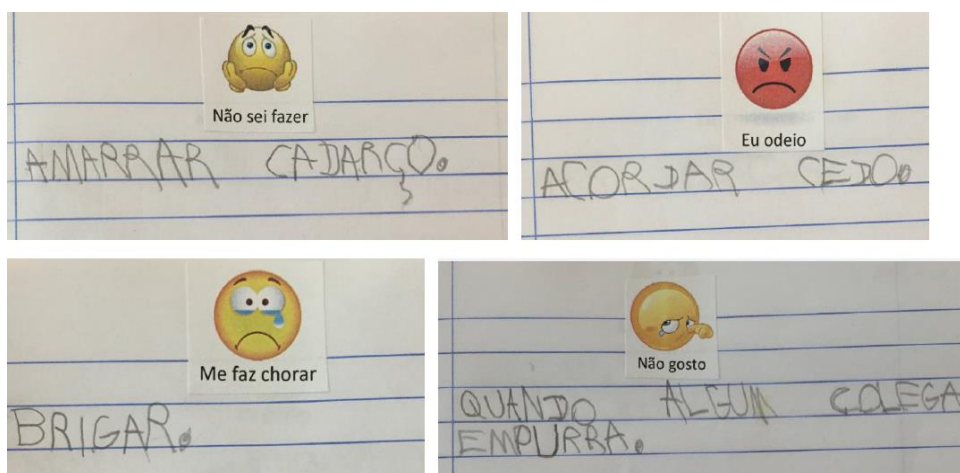 Não sei fazer
AMARRAR CADARÇO.
Eu odeio
ACORDAR CEDO.
Me faz chorar
BRIGAR.
Não gosto
QUANDO ALGUM COLEGA
EMPURRA.